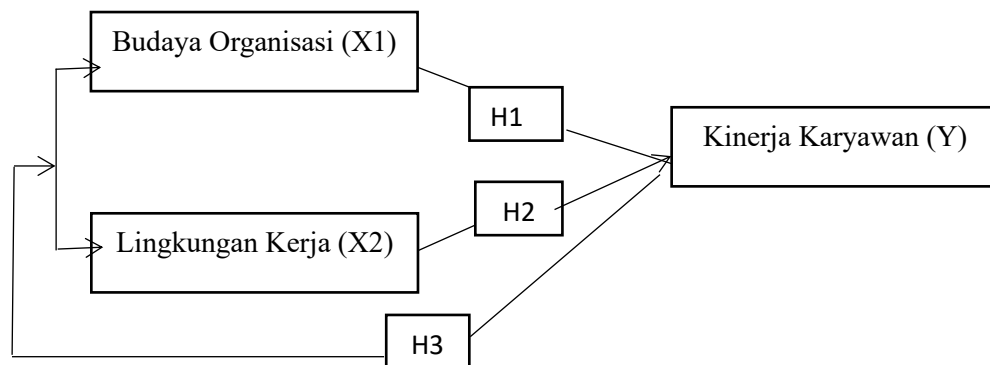 Budaya Organisasi (X1)
H1
Kinerja Karyawan (Y)
H2
Lingkungan Kerja (X2)
H3